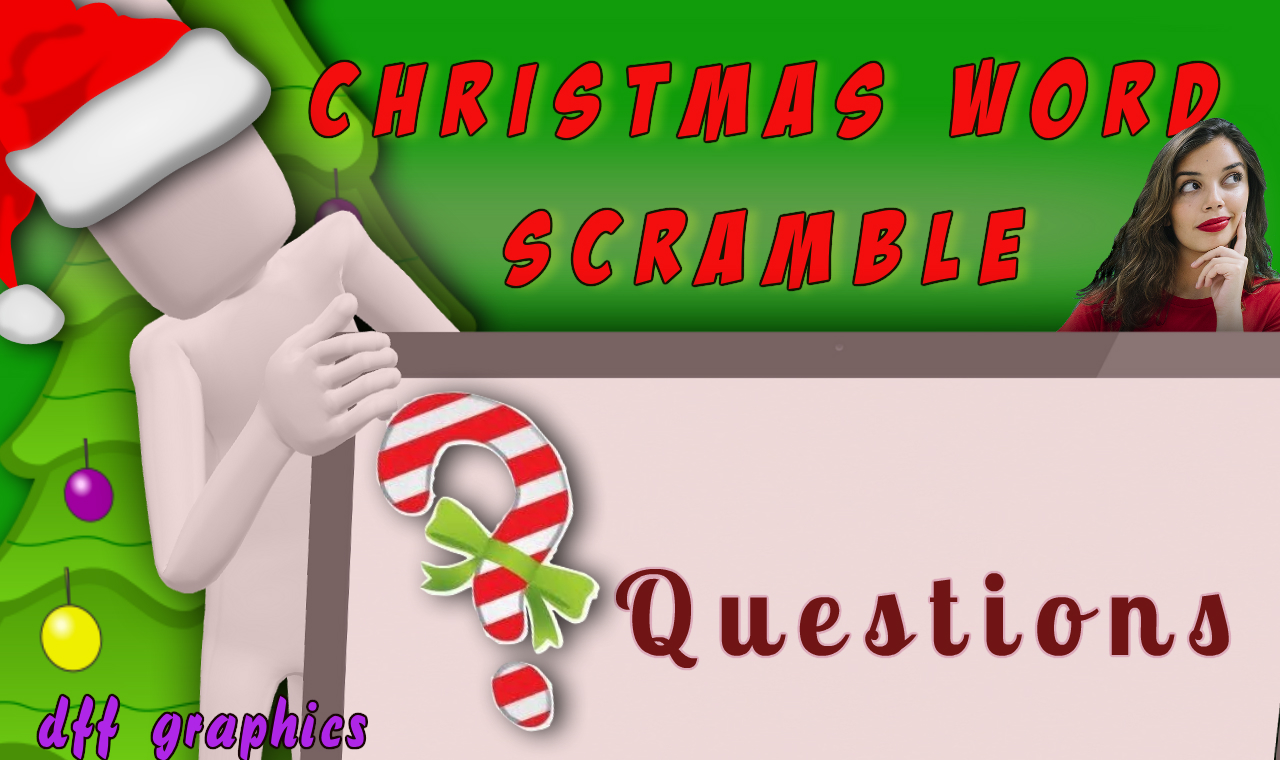 CHRISTMAS WORD
SCRAMBLE
Questions
dff graphics